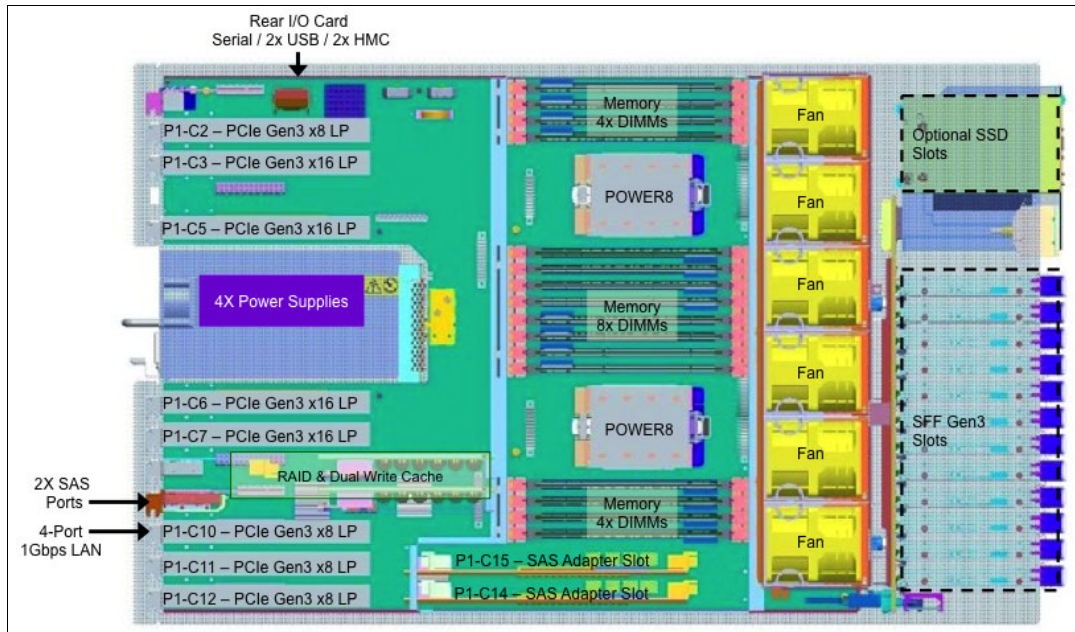 Rear I/O Card
Serial / 2x USB / 2x HMC
P1-C2 – PCIe Gen3 x8 LP
P1-C3 – PCIe Gen3 x16 LP
P1-C5 – PCIe Gen3 x16 LP
4X Power Supplies
P1-C6 – PCIe Gen3 x16 LP
P1-C7 – PCIe Gen3 x16 LP
RAID & Dual Write Cache
2X SAS
Ports
4-Port
1Gbps LAN
P1-C10 – PCIe Gen3 x8 LP
P1-C11 – PCIe Gen3 x8 LP
P1-C12 – PCIe Gen3 x8 LP
Memory
4x DIMMs
POWER8
Memory
8x DIMMs
POWER8
Memory
4x DIMMs
P1-C15 – SAS Adapter Slot
P1-C14 – SAS Adapter Slot
Fan
Fan
Fan
Fan
Fan
Fan
Optional SSD
Slots
SFF Gen3
Slots